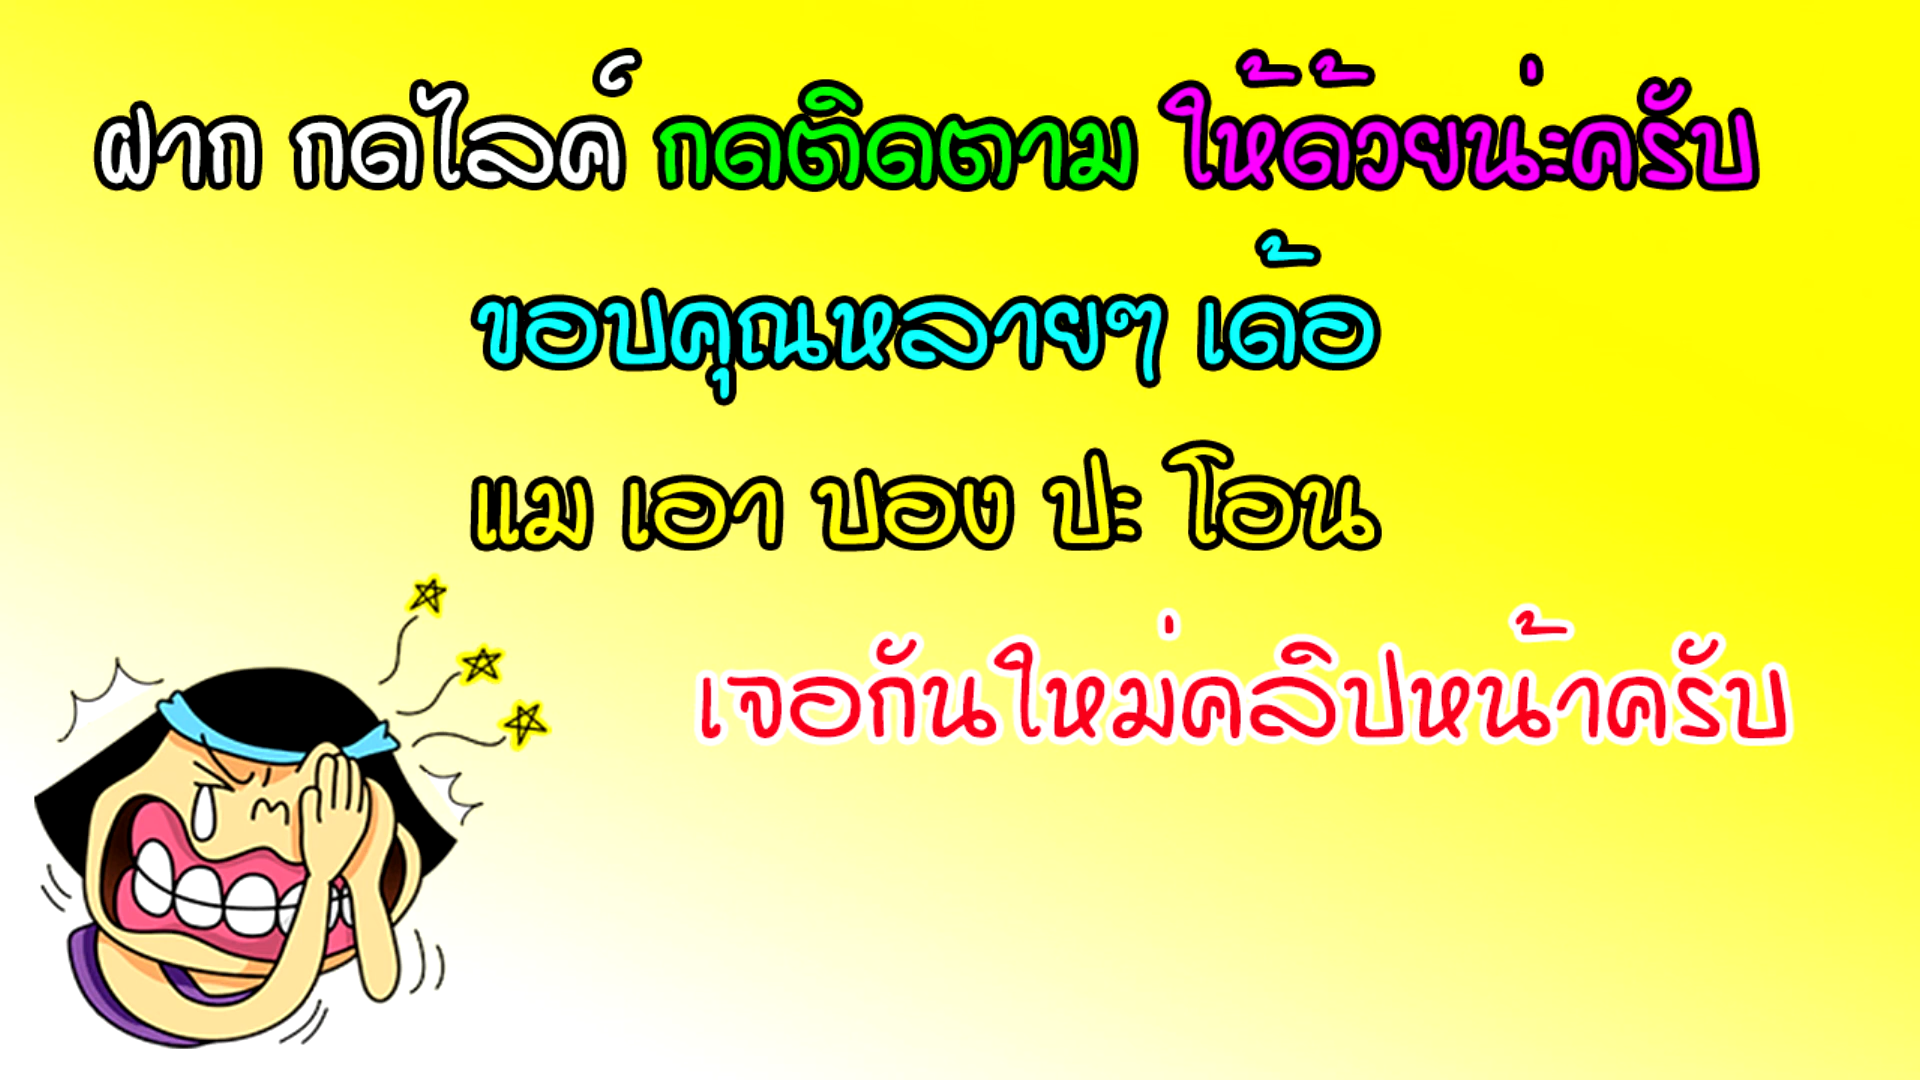 ฝาก กดไลค์ กดติดตาม ให้ด้วยน่ะครับ
ขอบคุณหลายๆ เด้อ
แม เอา บอง ปะ โอน
เจอกันใหม่คลิปหน้าครับ